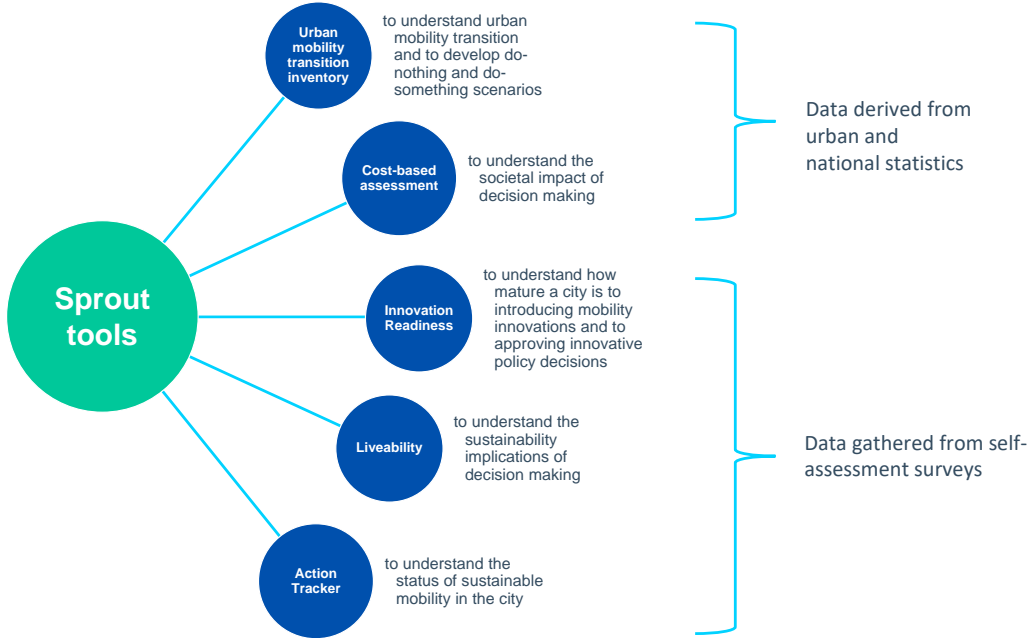 Sprout
tools
Urban
mobility
transition
inventory
to understand urban
mobility transition
and to develop do-
nothing and do-
something scenarios
Cost-based
assessment
to understand the
societal impact of
decision making
Data derived from
urban and
national statistics
Innovation
Readiness
to understand how
mature a city is to
introducing mobility
innovations and to
approving innovative
policy decisions
Liveability
to understand the
sustainability
implications of
decision making
Action
Tracker
to understand the
status of sustainable
mobility in the city
Data gathered from self-
assessment surveys